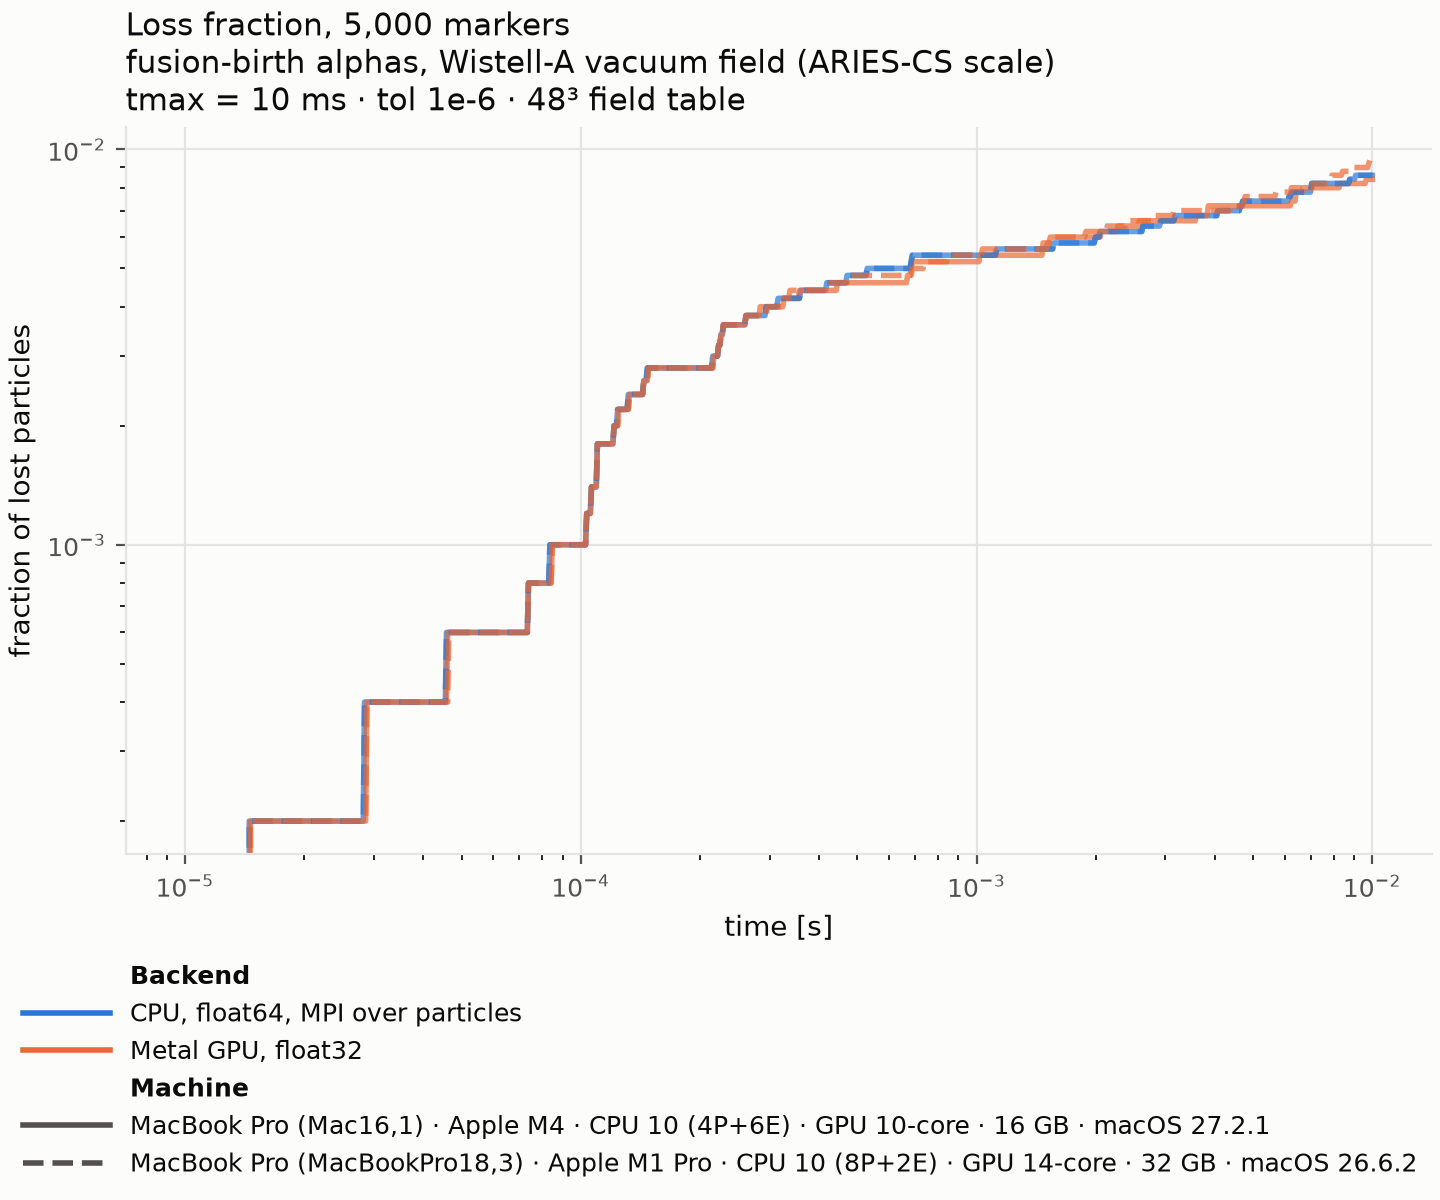 Loss fraction, 5,000 markers
fusion-birth alphas, Wistell-A vacuum field (ARIES-CS scale)
tmax = 10 ms · tol 1e-6 · 48³ field table
fraction of lost particles
10⁻²
10⁻³
10⁻⁵
10⁻⁴
10⁻³
10⁻²
time [s]
Backend
CPU, float64, MPI over particles
Metal GPU, float32
Machine
MacBook Pro (Mac16,1) · Apple M4 · CPU 10 (4P+6E) · GPU 10-core · 16 GB · macOS 27.2.1
MacBook Pro (MacBookPro18,3) · Apple M1 Pro · CPU 10 (8P+2E) · GPU 14-core · 32 GB · macOS 26.6.2